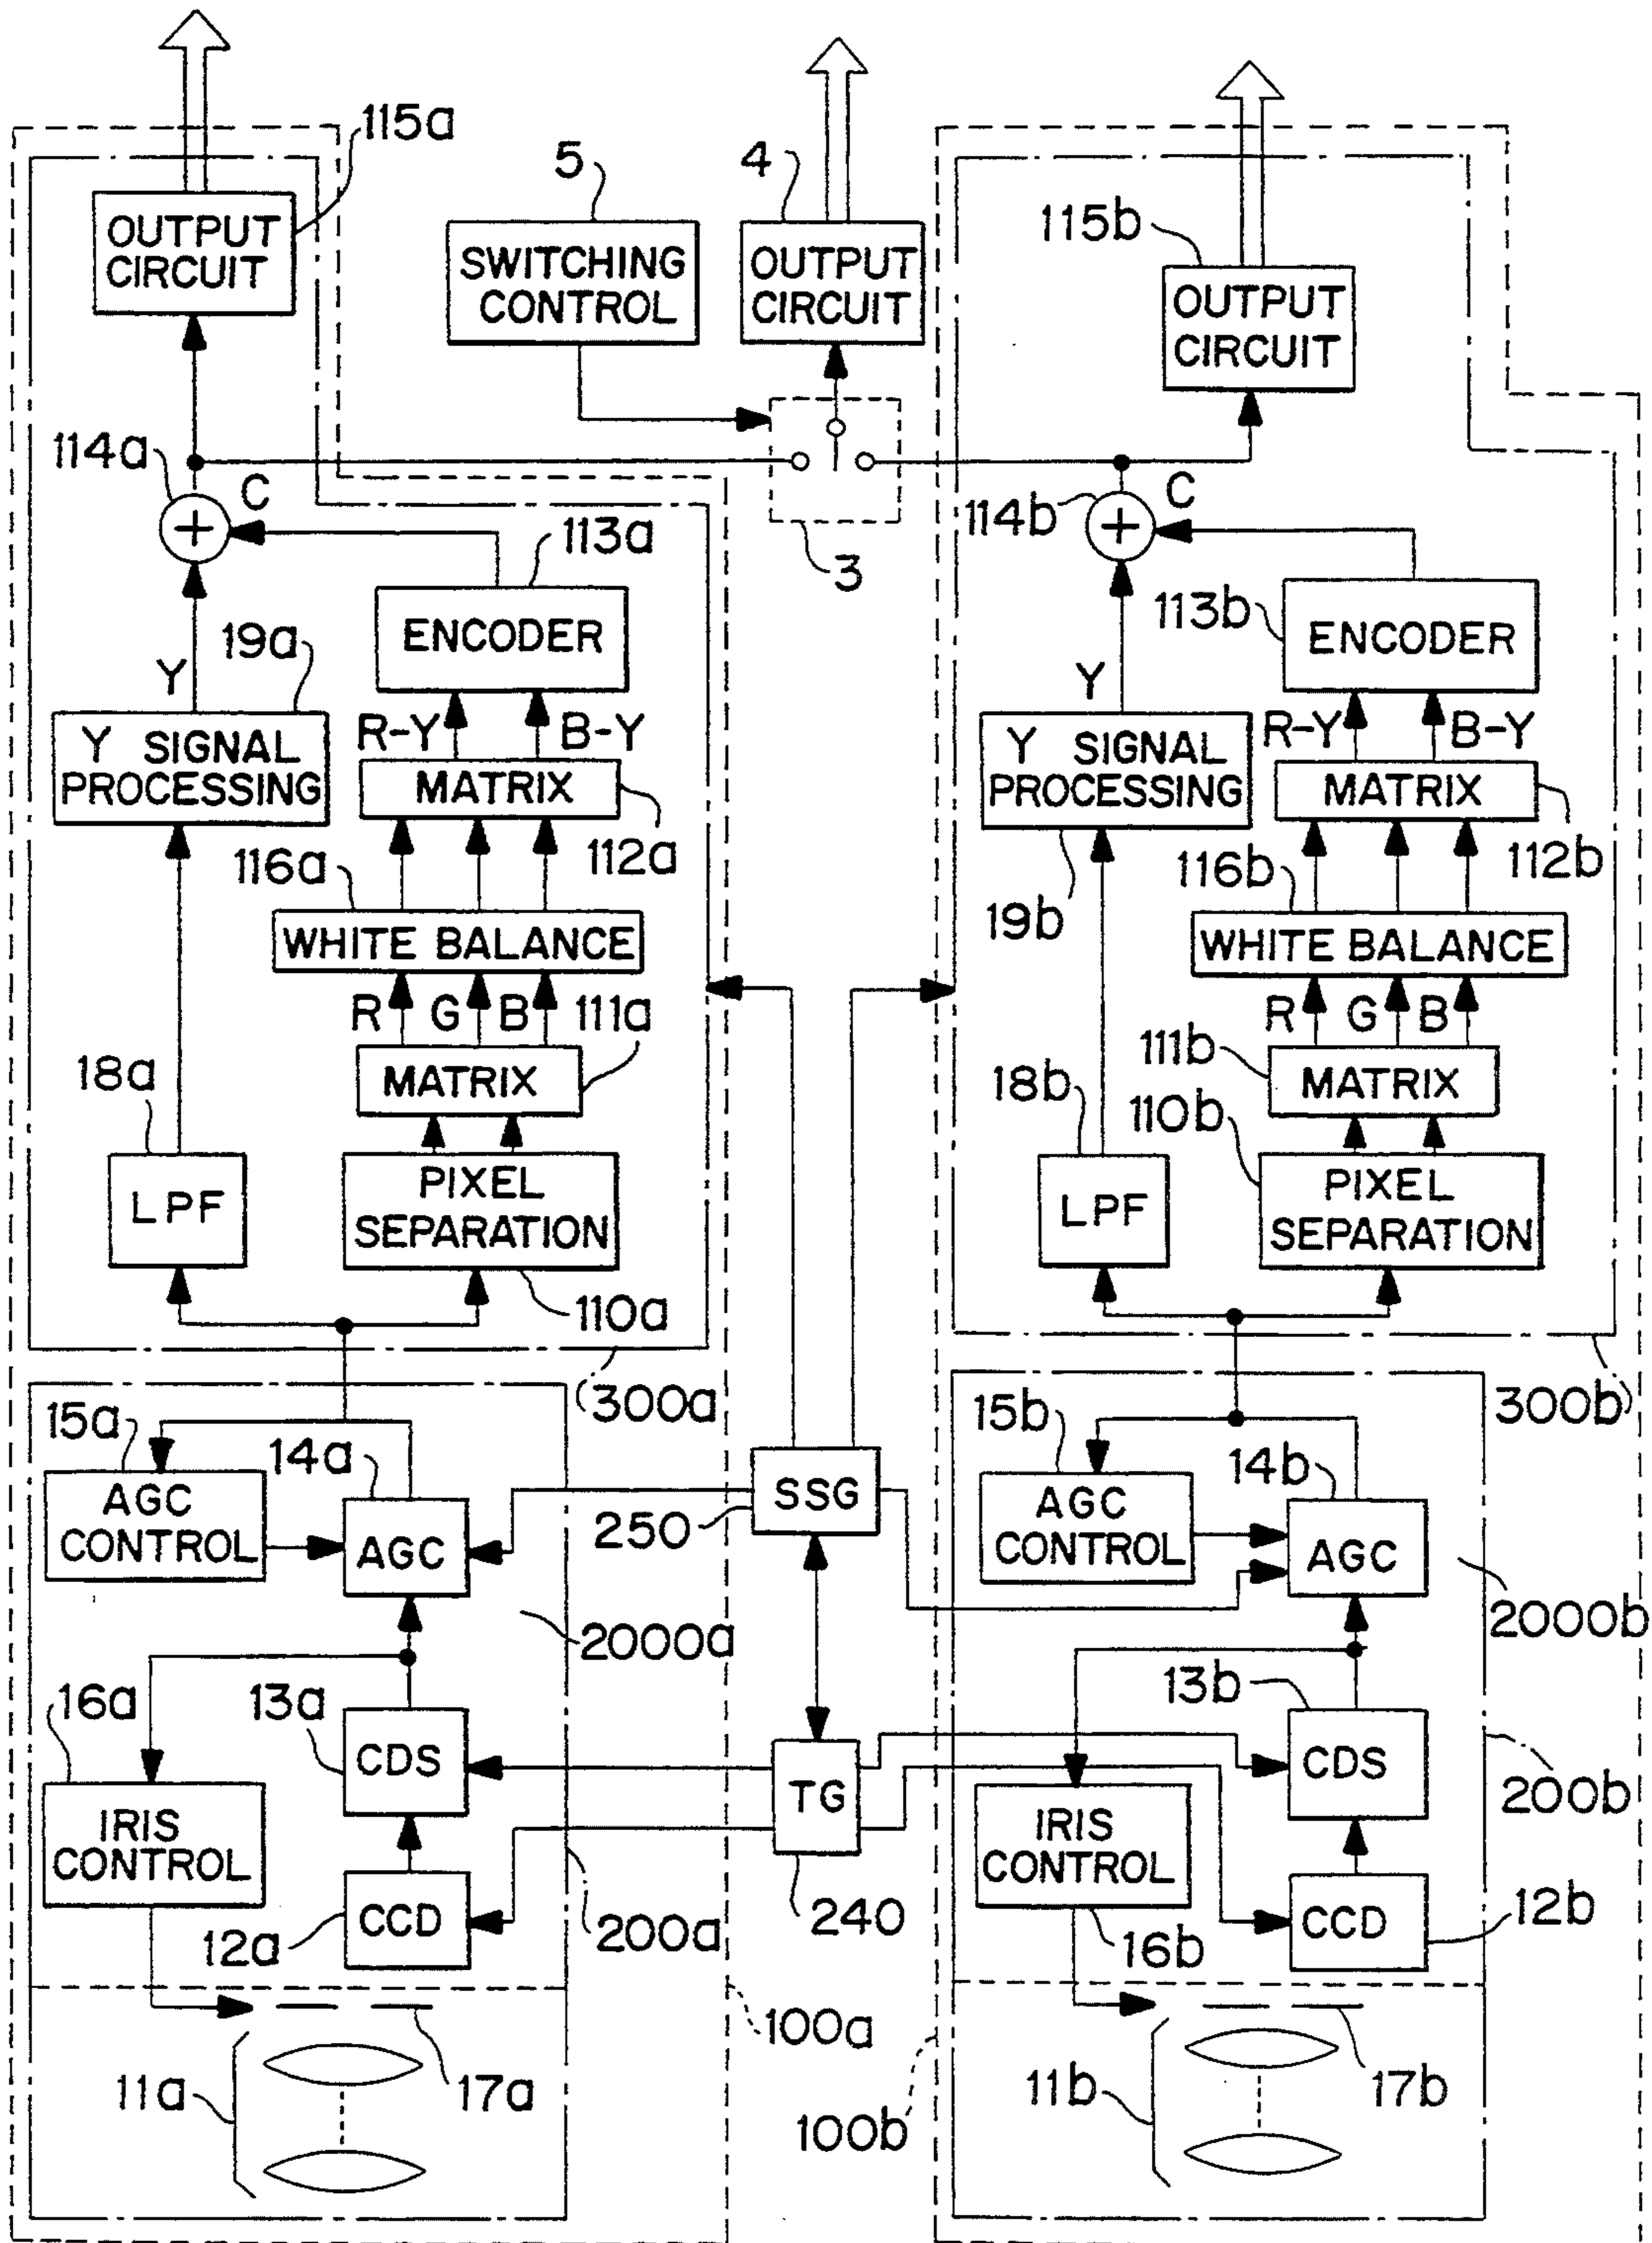 115a
5
4
115b
OUTPUT
CIRCUIT
SWITCHING
CONTROL
OUTPUT
CIRCUIT
OUTPUT
CIRCUIT
114a
C
3
114b
C
113a
ENCODER
113b
ENCODER
19a
Y
Y
R-Y
B-Y
R-Y
B-Y
Y SIGNAL
PROCESSING
MATRIX
Y SIGNAL
PROCESSING
MATRIX
116a
112a
116b
112b
19b
WHITE BALANCE
WHITE BALANCE
R
G
B
111a
R
G
B
111b
18a
MATRIX
18b
MATRIX
110b
LPF
PIXEL
SEPARATION
LPF
PIXEL
SEPARATION
110a
300a
300b
15a
14a
15b
14b
AGC
CONTROL
AGC
SSG
250
AGC
CONTROL
AGC
2000a
2000b
16a
13a
13b
CDS
TG
CDS
200b
IRIS
CONTROL
IRIS
CONTROL
12a
CCD
200a
240
16b
CCD
12b
100a
11a
17a
100b
11b
17b